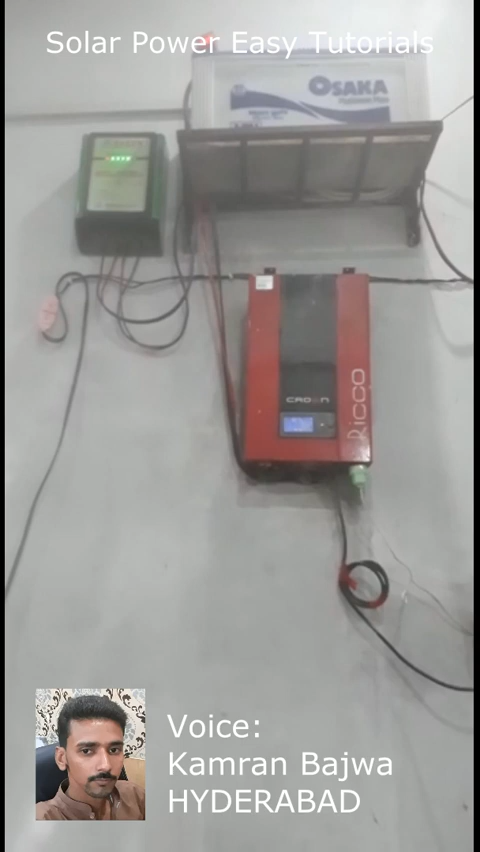 Solar Power Easy Tutorials
OSAKA
CROWN
RICCO
Voice:
Kamran Bajwa
HYDERABAD